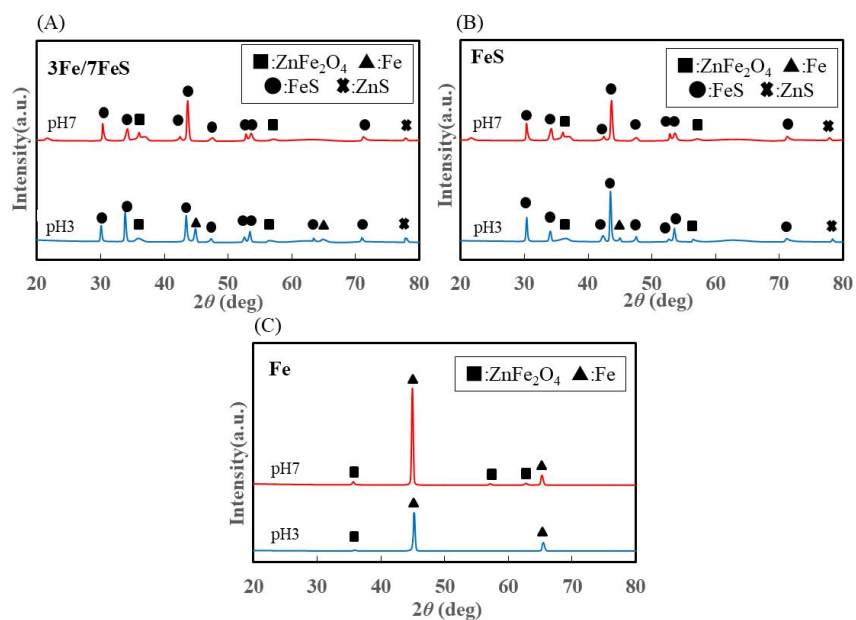 (A)
3Fe/7FeS
■:ZnFe₂O₄ ▲:Fe
●:FeS ✖:ZnS
pH7
pH3
Intensity(a.u.)
20 30 40 50 60 70 80
2θ (deg)
(B)
FeS
■:ZnFe₂O₄ ▲:Fe
●:FeS ✖:ZnS
pH7
pH3
Intensity(a.u.)
20 30 40 50 60 70 80
2θ (deg)
(C)
Fe
■:ZnFe₂O₄ ▲:Fe
pH7
pH3
Intensity(a.u.)
20 30 40 50 60 70 80
2θ (deg)